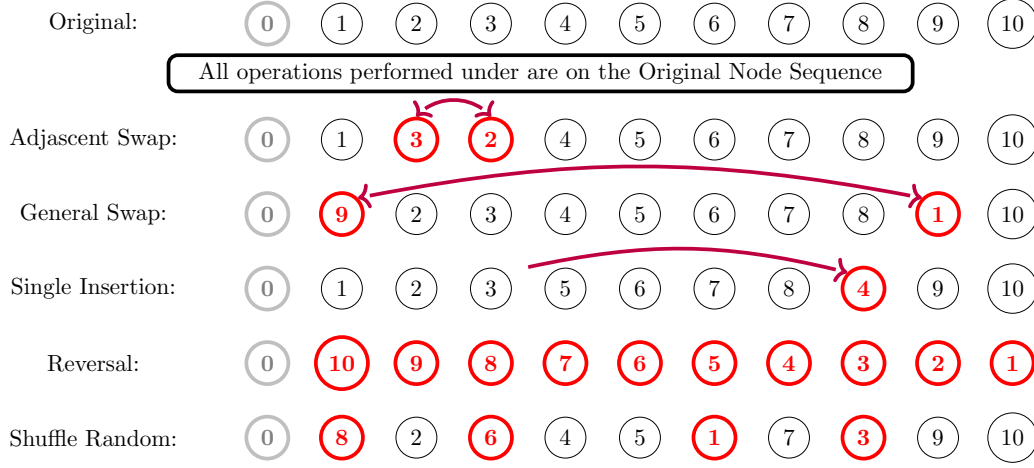 Original: 0 1 2 3 4 5 6 7 8 9 10
All operations performed under are on the Original Node Sequence
Adjascent Swap: 0 1 3 2 4 5 6 7 8 9 10
General Swap: 0 9 2 3 4 5 6 7 8 1 10
Single Insertion: 0 1 2 3 5 6 7 8 4 9 10
Reversal: 0 10 9 8 7 6 5 4 3 2 1
Shuffle Random: 0 8 2 6 4 5 1 7 3 9 10